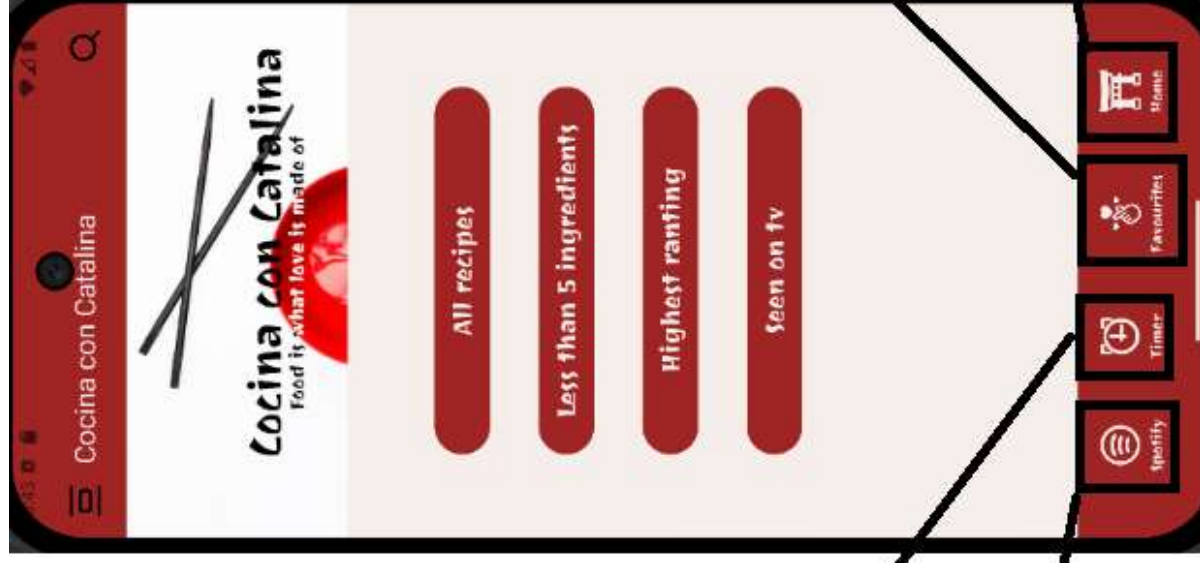 :43
Cocina con Catalina
Cocina con Catalina
Food is what love is made of
All recipes
Less than 5 ingredients
Highest ranting
Seen on tv
Spotify
Timer
Favourites
Home